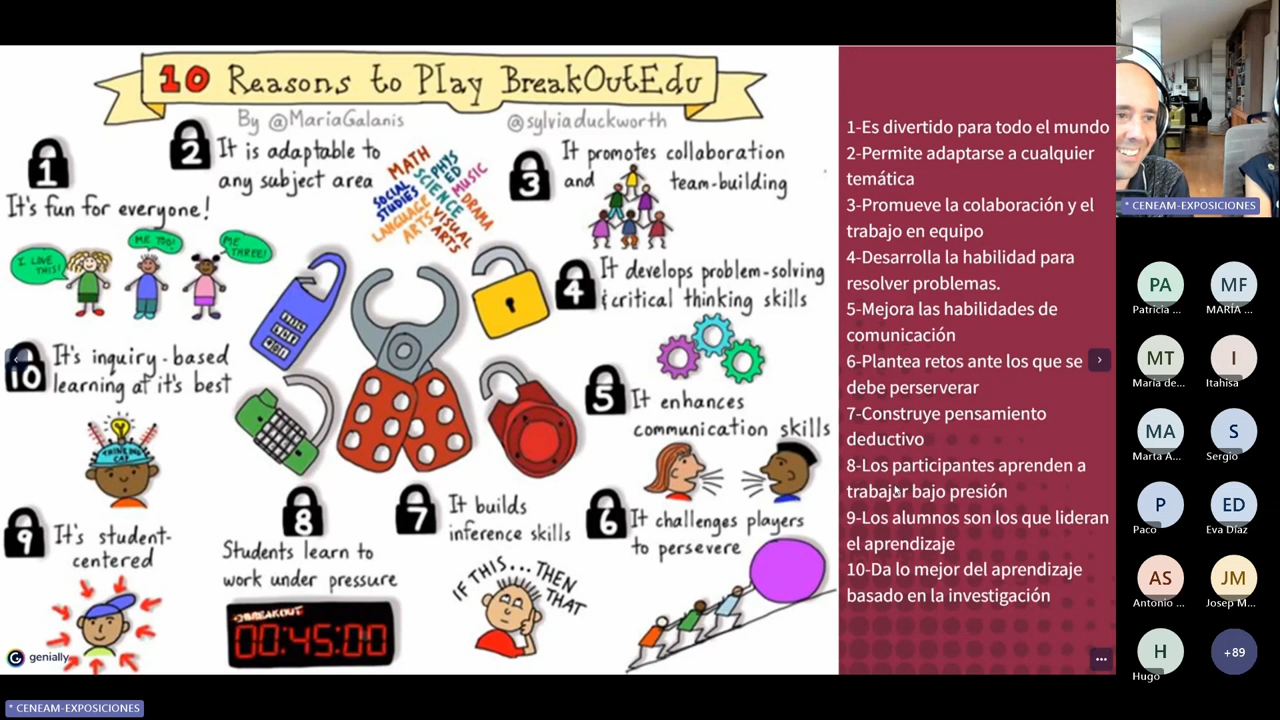 10 Reasons to Play BreakOutEdu
By @MariaGalanis
@sylviaduckworth
1
It's fun for everyone!
I LOVE THIS!
ME TOO!
ME THREE!
2
It is adaptable to
any subject area
MATH
PHYS ED
SOCIAL STUDIES
SCIENCE
MUSIC
LANGUAGE ARTS
VISUAL ARTS
DRAMA
3
It promotes collaboration
and team-building
4
It develops problem-solving
& critical thinking skills
5
It enhances
communication skills
6
It challenges players
to persevere
7
It builds
inference skills
IF THIS... THEN THAT
8
Students learn to
work under pressure
BREAKOUT
00:45:00
9
It's student-
centered
10
It's inquiry-based
learning at it's best
THINKING CAP
genially
1-Es divertido para todo el mundo
2-Permite adaptarse a cualquier
temática
3-Promueve la colaboración y el
trabajo en equipo
4-Desarrolla la habilidad para
resolver problemas.
5-Mejora las habilidades de
comunicación
6-Plantea retos ante los que se
debe perserverar
7-Construye pensamiento
deductivo
8-Los participantes aprenden a
trabajar bajo presión
9-Los alumnos son los que lideran
el aprendizaje
10-Da lo mejor del aprendizaje
basado en la investigación
* CENEAM-EXPOSICIONES
PA
Patricia ...
MF
MARÍA ...
MT
María de...
I
Itahisa
MA
Marta A...
S
Sergio
P
Paco
ED
Eva Díaz
AS
Antonio ...
JM
Josep M...
H
Hugo
+89
* CENEAM-EXPOSICIONES